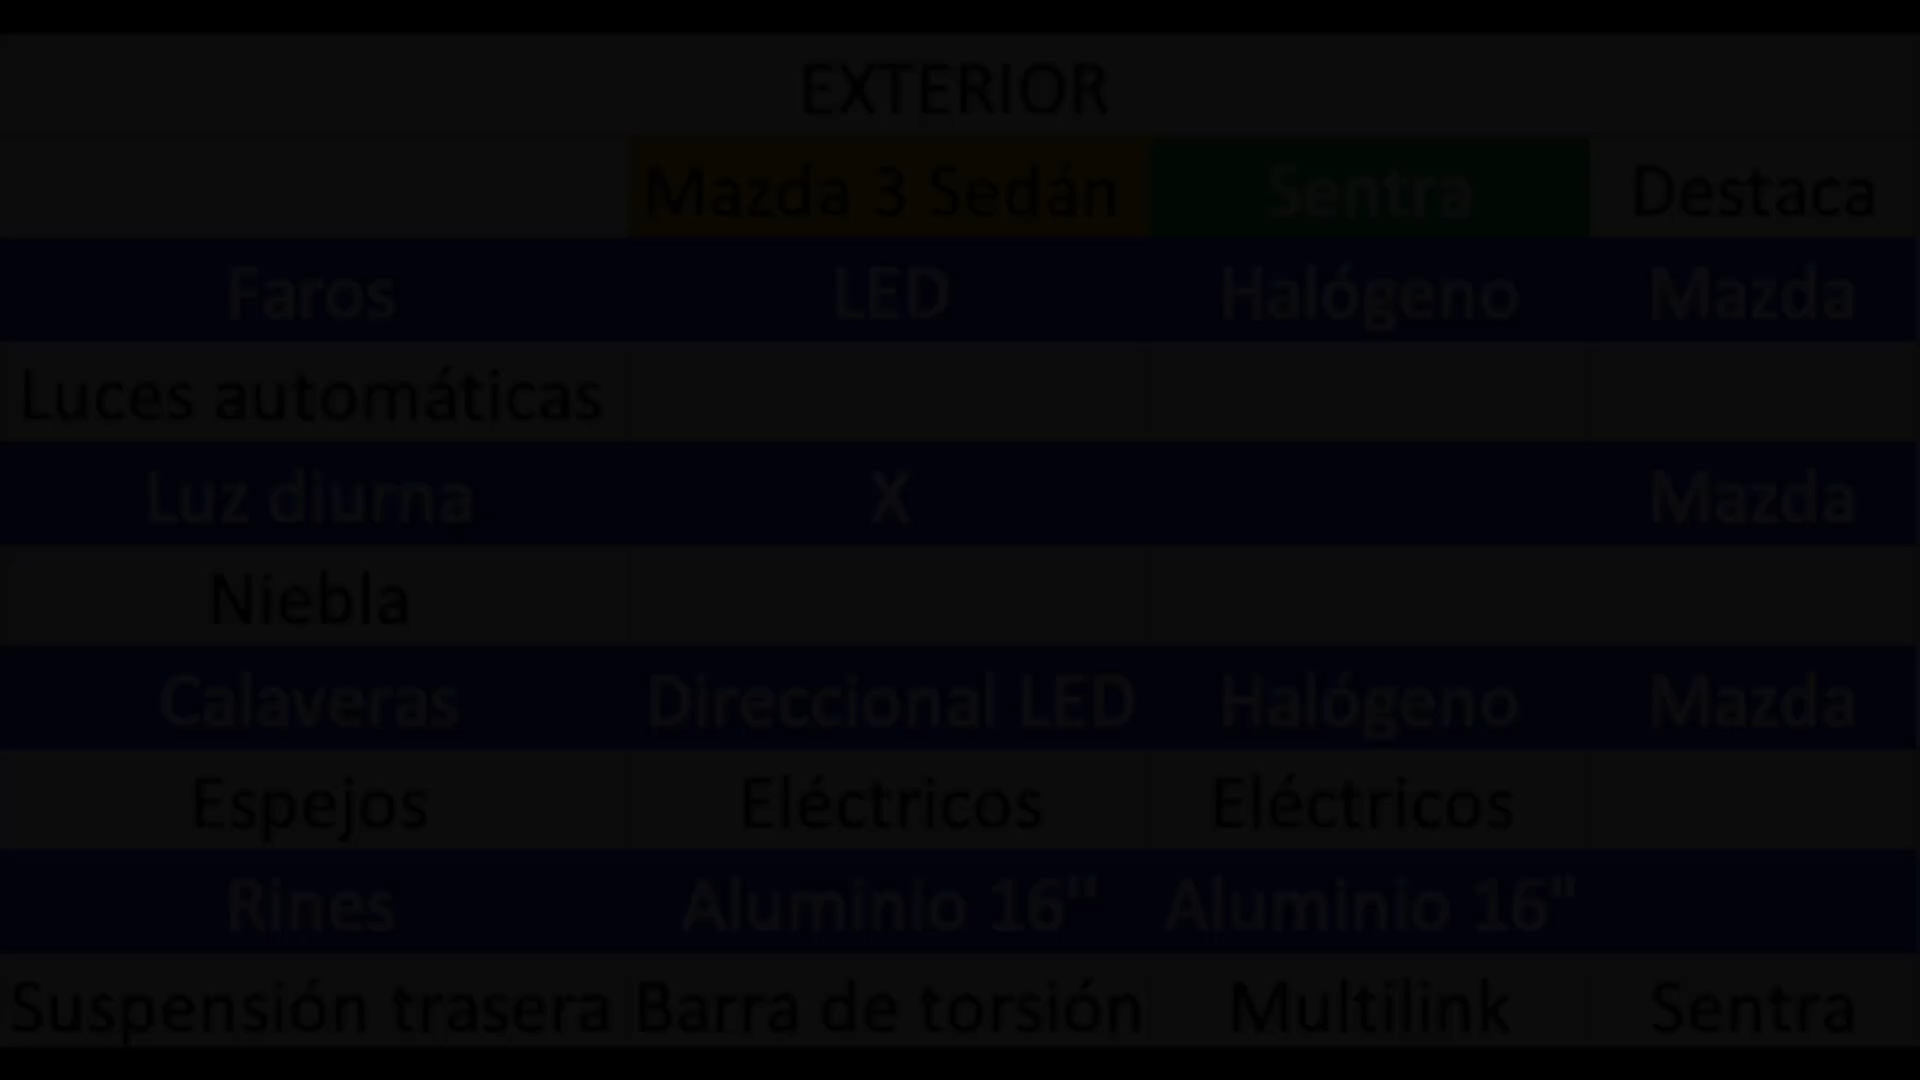 EXTERIOR
Mazda 3 Sedán Sentra Destaca
Faros LED Halógeno Mazda
Luces automáticas
Luz diurna X Mazda
Niebla
Calaveras Direccional LED Halógeno Mazda
Espejos Eléctricos Eléctricos
Rines Aluminio 16" Aluminio 16"
Suspensión trasera Barra de torsión Multilink Sentra